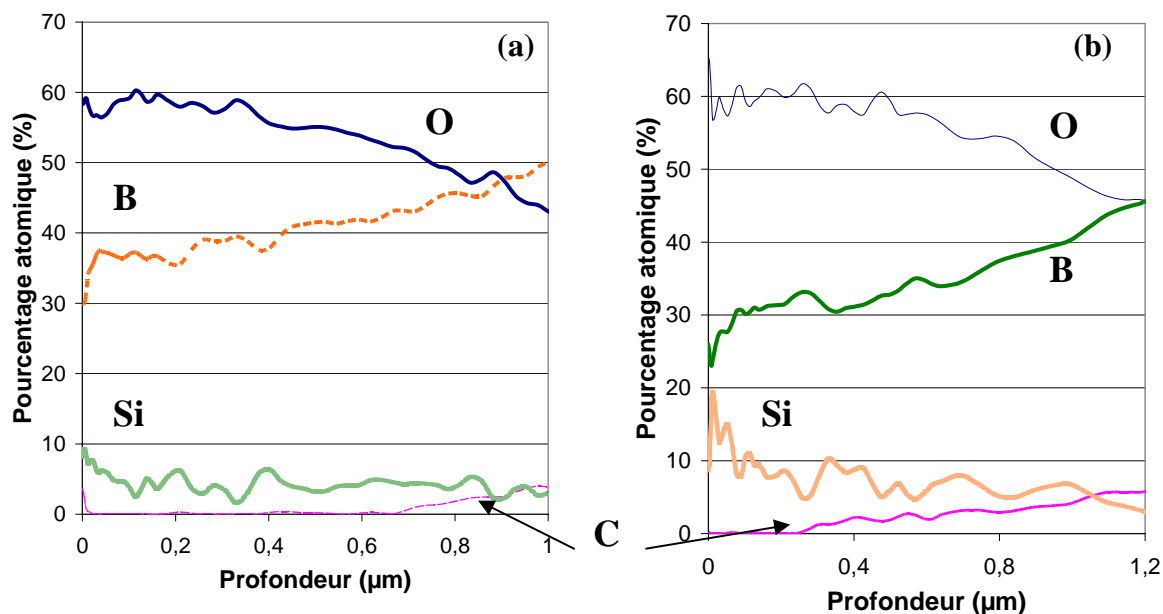 (a)
Pourcentage atomique (%)
70
60
50
40
30
20
10
0
O
B
Si
0 0,2 0,4 0,6 0,8 1
Profondeur (µm)
C
(b)
Pourcentage atomique (%)
70
60
50
40
30
20
10
0
O
B
Si
0 0,4 0,8 1,2
Profondeur (µm)